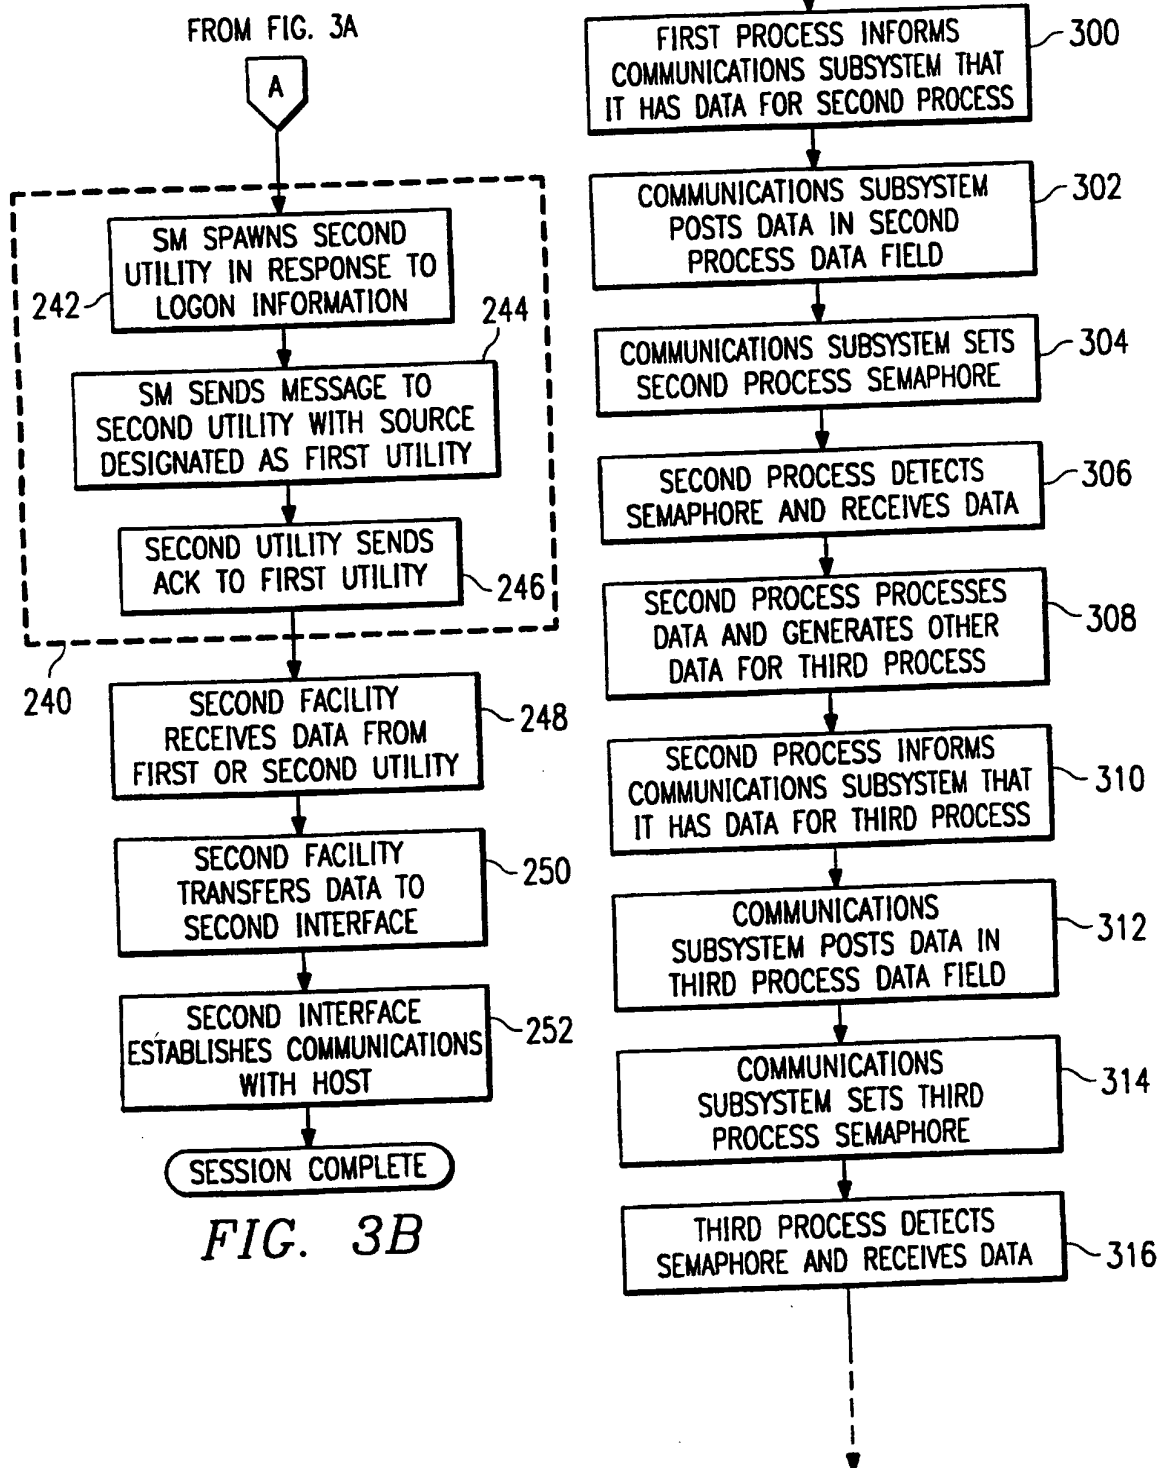 FROM FIG. 3A
A
SM SPAWNS SECOND
UTILITY IN RESPONSE TO
LOGON INFORMATION
242
244
SM SENDS MESSAGE TO
SECOND UTILITY WITH SOURCE
DESIGNATED AS FIRST UTILITY
SECOND UTILITY SENDS
ACK TO FIRST UTILITY
246
240
SECOND FACILITY
RECEIVES DATA FROM
FIRST OR SECOND UTILITY
248
SECOND FACILITY
TRANSFERS DATA TO
SECOND INTERFACE
250
SECOND INTERFACE
ESTABLISHES COMMUNICATIONS
WITH HOST
252
SESSION COMPLETE
FIG. 3B
FIRST PROCESS INFORMS
COMMUNICATIONS SUBSYSTEM THAT
IT HAS DATA FOR SECOND PROCESS
300
COMMUNICATIONS SUBSYSTEM
POSTS DATA IN SECOND
PROCESS DATA FIELD
302
COMMUNICATIONS SUBSYSTEM SETS
SECOND PROCESS SEMAPHORE
304
SECOND PROCESS DETECTS
SEMAPHORE AND RECEIVES DATA
306
SECOND PROCESS PROCESSES
DATA AND GENERATES OTHER
DATA FOR THIRD PROCESS
308
SECOND PROCESS INFORMS
COMMUNICATIONS SUBSYSTEM THAT
IT HAS DATA FOR THIRD PROCESS
310
COMMUNICATIONS
SUBSYSTEM POSTS DATA IN
THIRD PROCESS DATA FIELD
312
COMMUNICATIONS
SUBSYSTEM SETS THIRD
PROCESS SEMAPHORE
314
THIRD PROCESS DETECTS
SEMAPHORE AND RECEIVES DATA
316